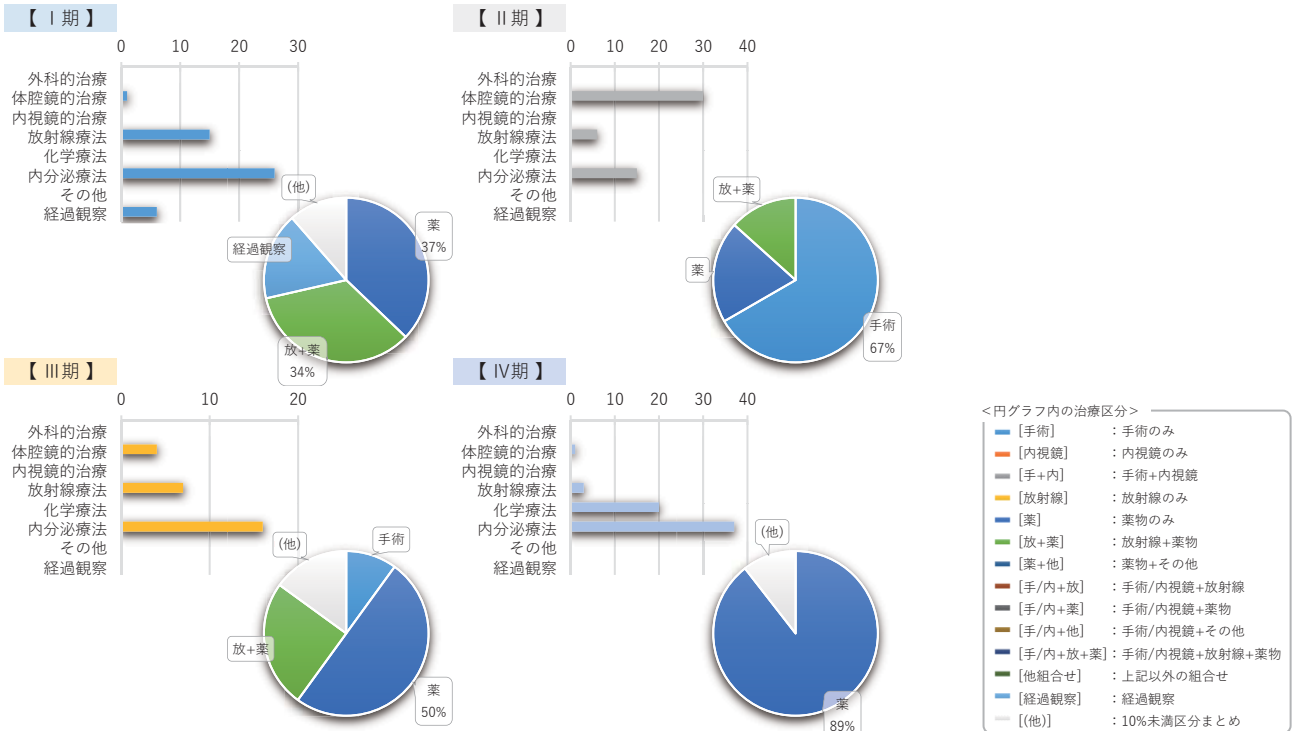 【 Ⅰ期 】
0 10 20 30
外科的治療
体腔鏡的治療
内視鏡的治療
放射線療法
化学療法
内分泌療法
その他
経過観察
(他)
薬
37%
経過観察
放+薬
34%
【 Ⅱ期 】
0 10 20 30 40
外科的治療
体腔鏡的治療
内視鏡的治療
放射線療法
化学療法
内分泌療法
その他
経過観察
放+薬
薬
手術
67%
【 Ⅲ期 】
0 10 20
外科的治療
体腔鏡的治療
内視鏡的治療
放射線療法
化学療法
内分泌療法
その他
経過観察
(他)
手術
放+薬
薬
50%
【 Ⅳ期 】
0 10 20 30 40
外科的治療
体腔鏡的治療
内視鏡的治療
放射線療法
化学療法
内分泌療法
その他
経過観察
(他)
薬
89%
＜円グラフ内の治療区分＞
[手術] ：手術のみ
[内視鏡] ：内視鏡のみ
[手+内] ：手術+内視鏡
[放射線] ：放射線のみ
[薬] ：薬物のみ
[放+薬] ：放射線+薬物
[薬+他] ：薬物+その他
[手/内+放] ：手術/内視鏡+放射線
[手/内+薬] ：手術/内視鏡+薬物
[手/内+他] ：手術/内視鏡+その他
[手/内+放+薬]：手術/内視鏡+放射線+薬物
[他組合せ] ：上記以外の組合せ
[経過観察] ：経過観察
[(他)] ：10%未満区分まとめ